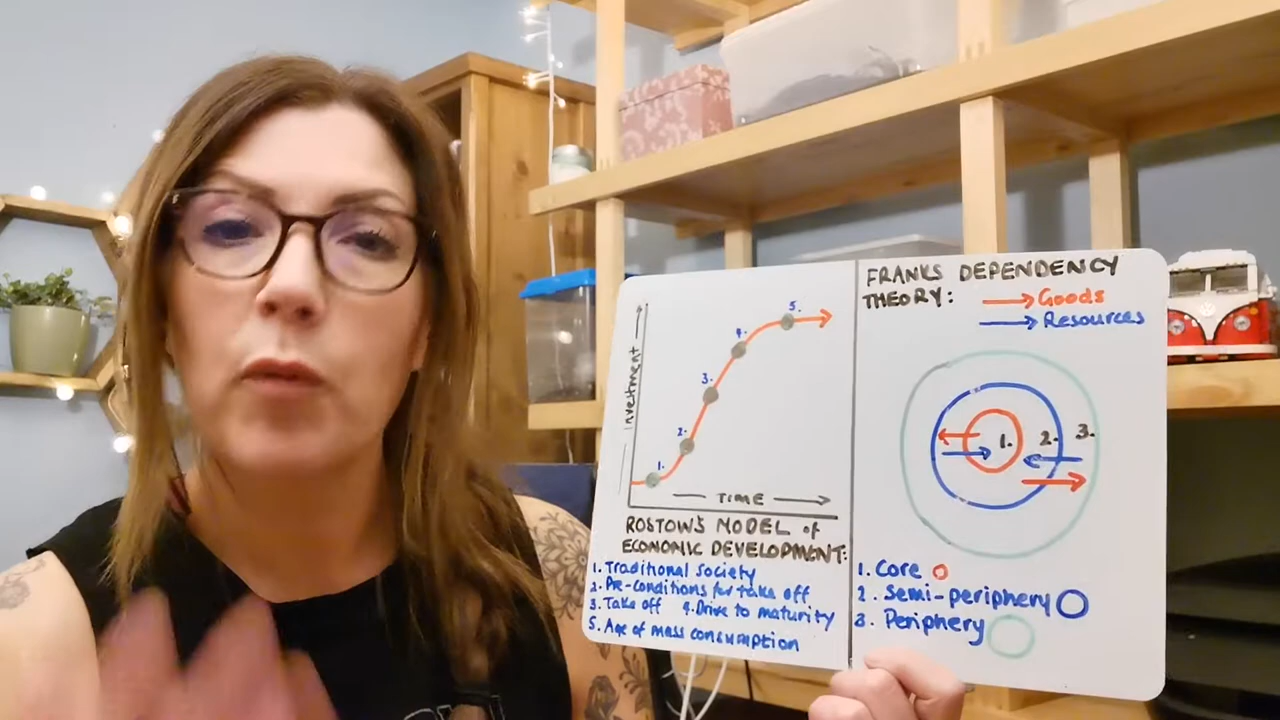 Investment
5.
4.
3.
2.
1.
TIME
ROSTOW'S MODEL of
ECONOMIC DEVELOPMENT:
1. Traditional society
2. Pre-conditions for take off
3. Take off 4. Drive to maturity
5. Age of mass consumption
FRANKS DEPENDENCY
THEORY: Goods
Resources
1. 2. 3.
1. Core
2. Semi-periphery
3. Periphery